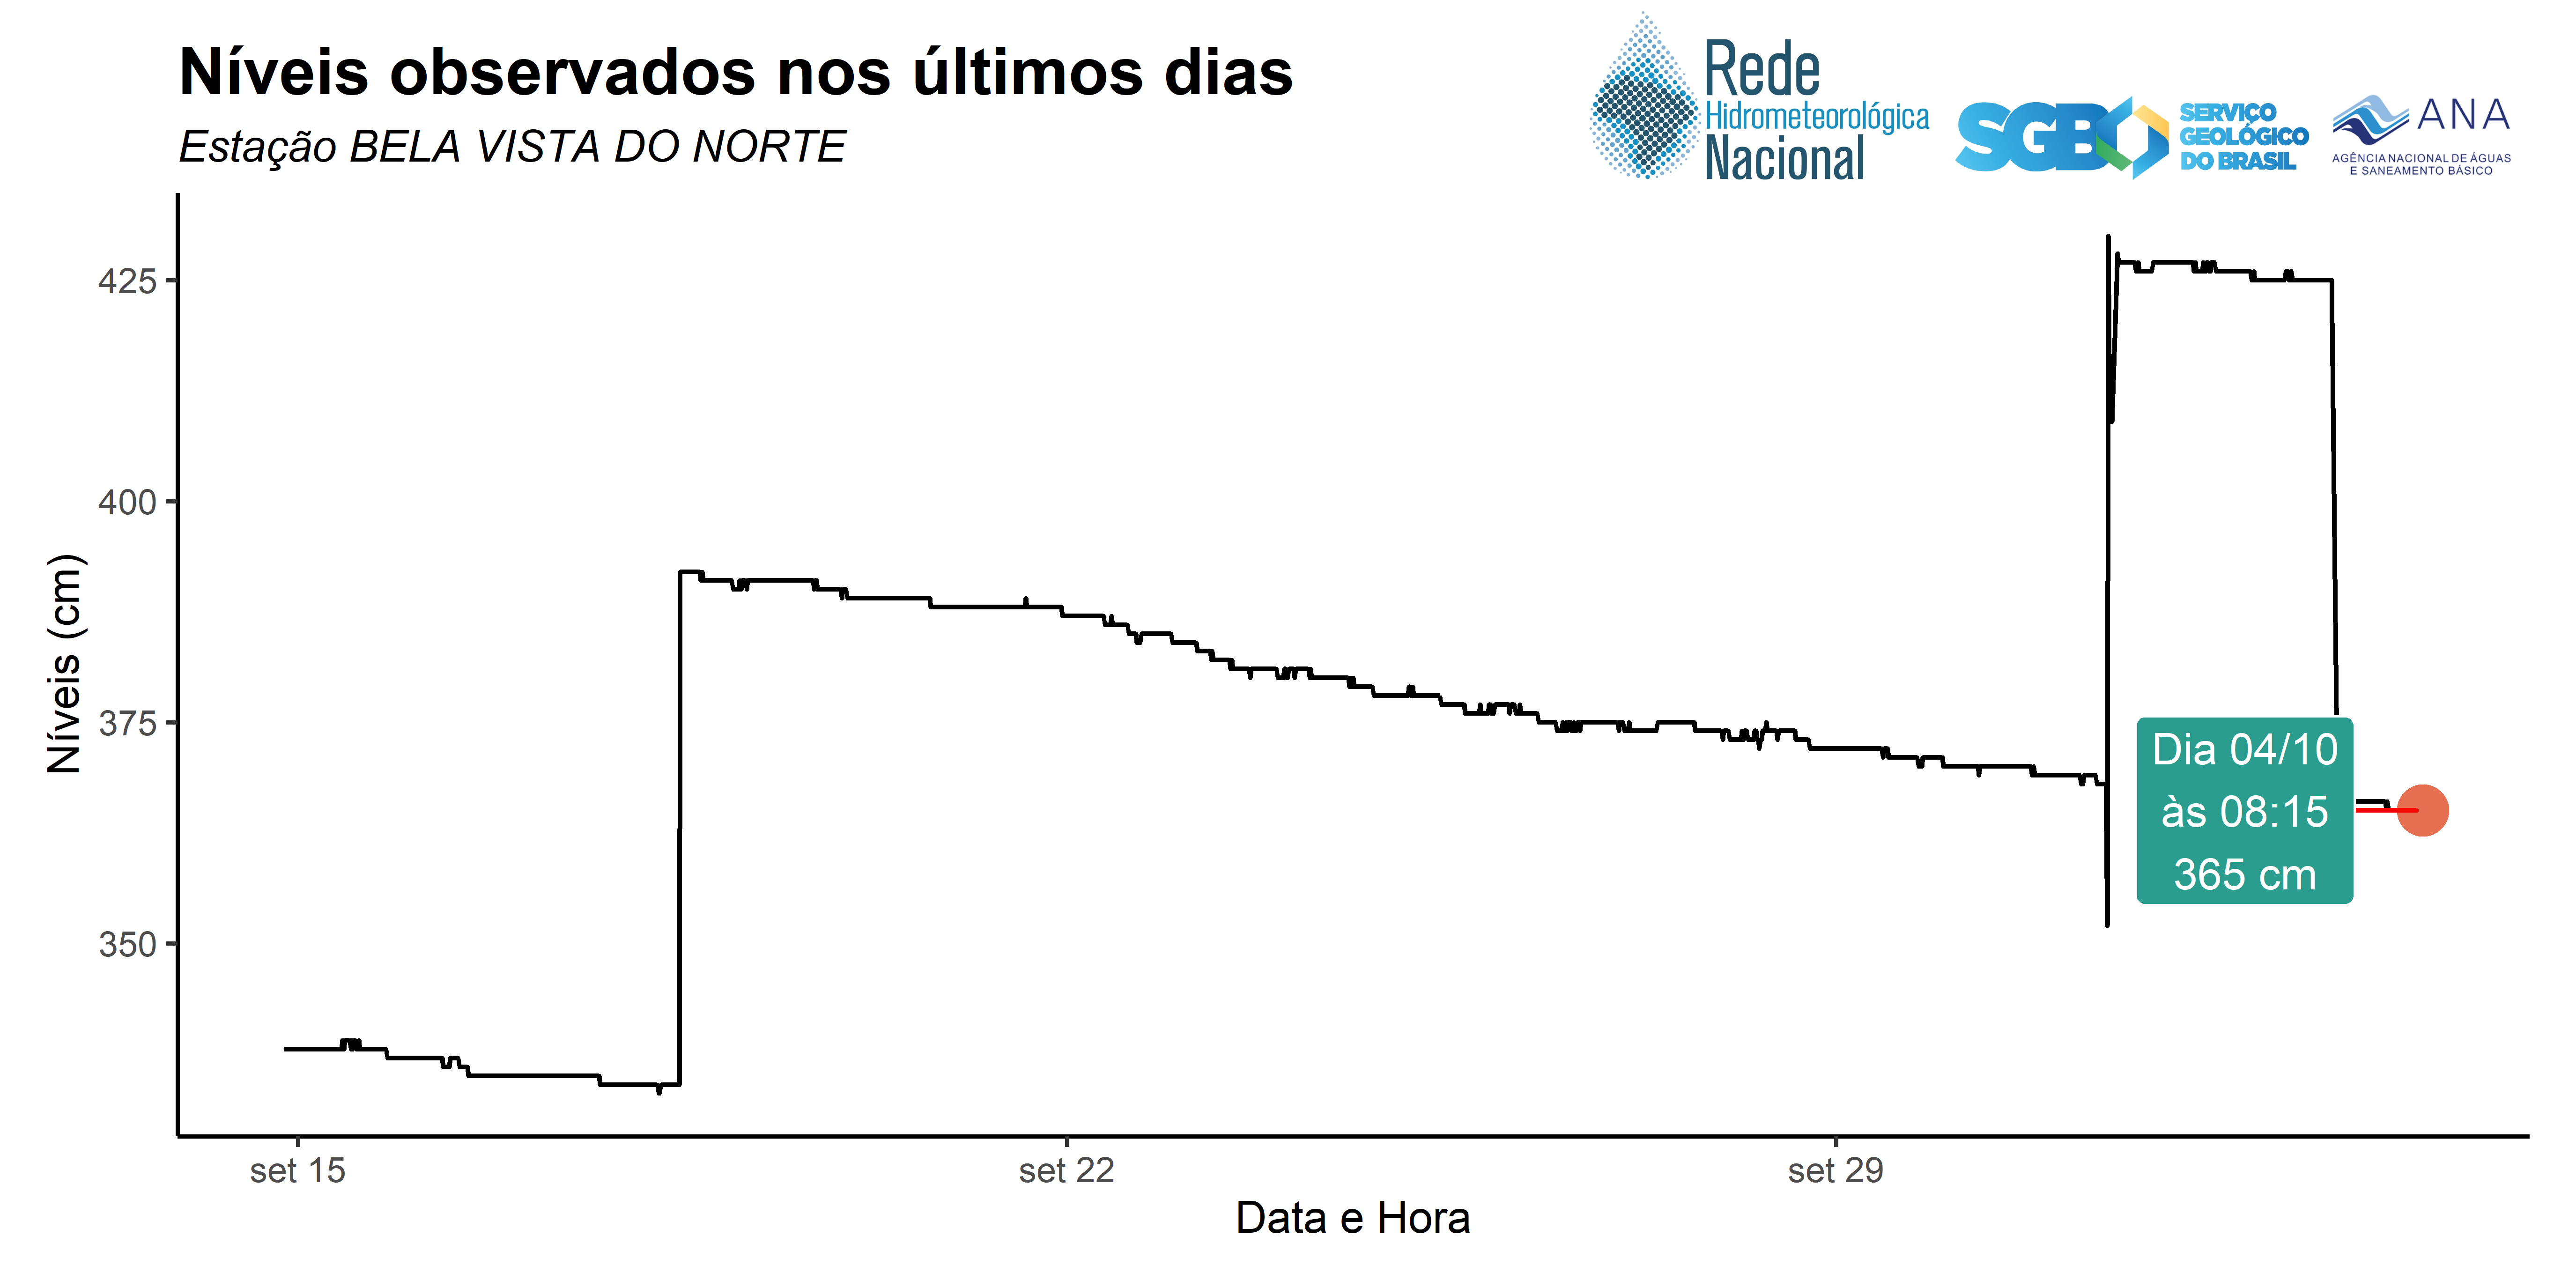 Níveis observados nos últimos dias
Estação BELA VISTA DO NORTE
Rede
Hidrometeorológica
Nacional
SGB
SERVIÇO
GEOLÓGICO
DO BRASIL
ANA
AGÊNCIA NACIONAL DE ÁGUAS
E SANEAMENTO BÁSICO
Níveis (cm)
425
400
375
350
Dia 04/10
às 08:15
365 cm
set 15
set 22
set 29
Data e Hora